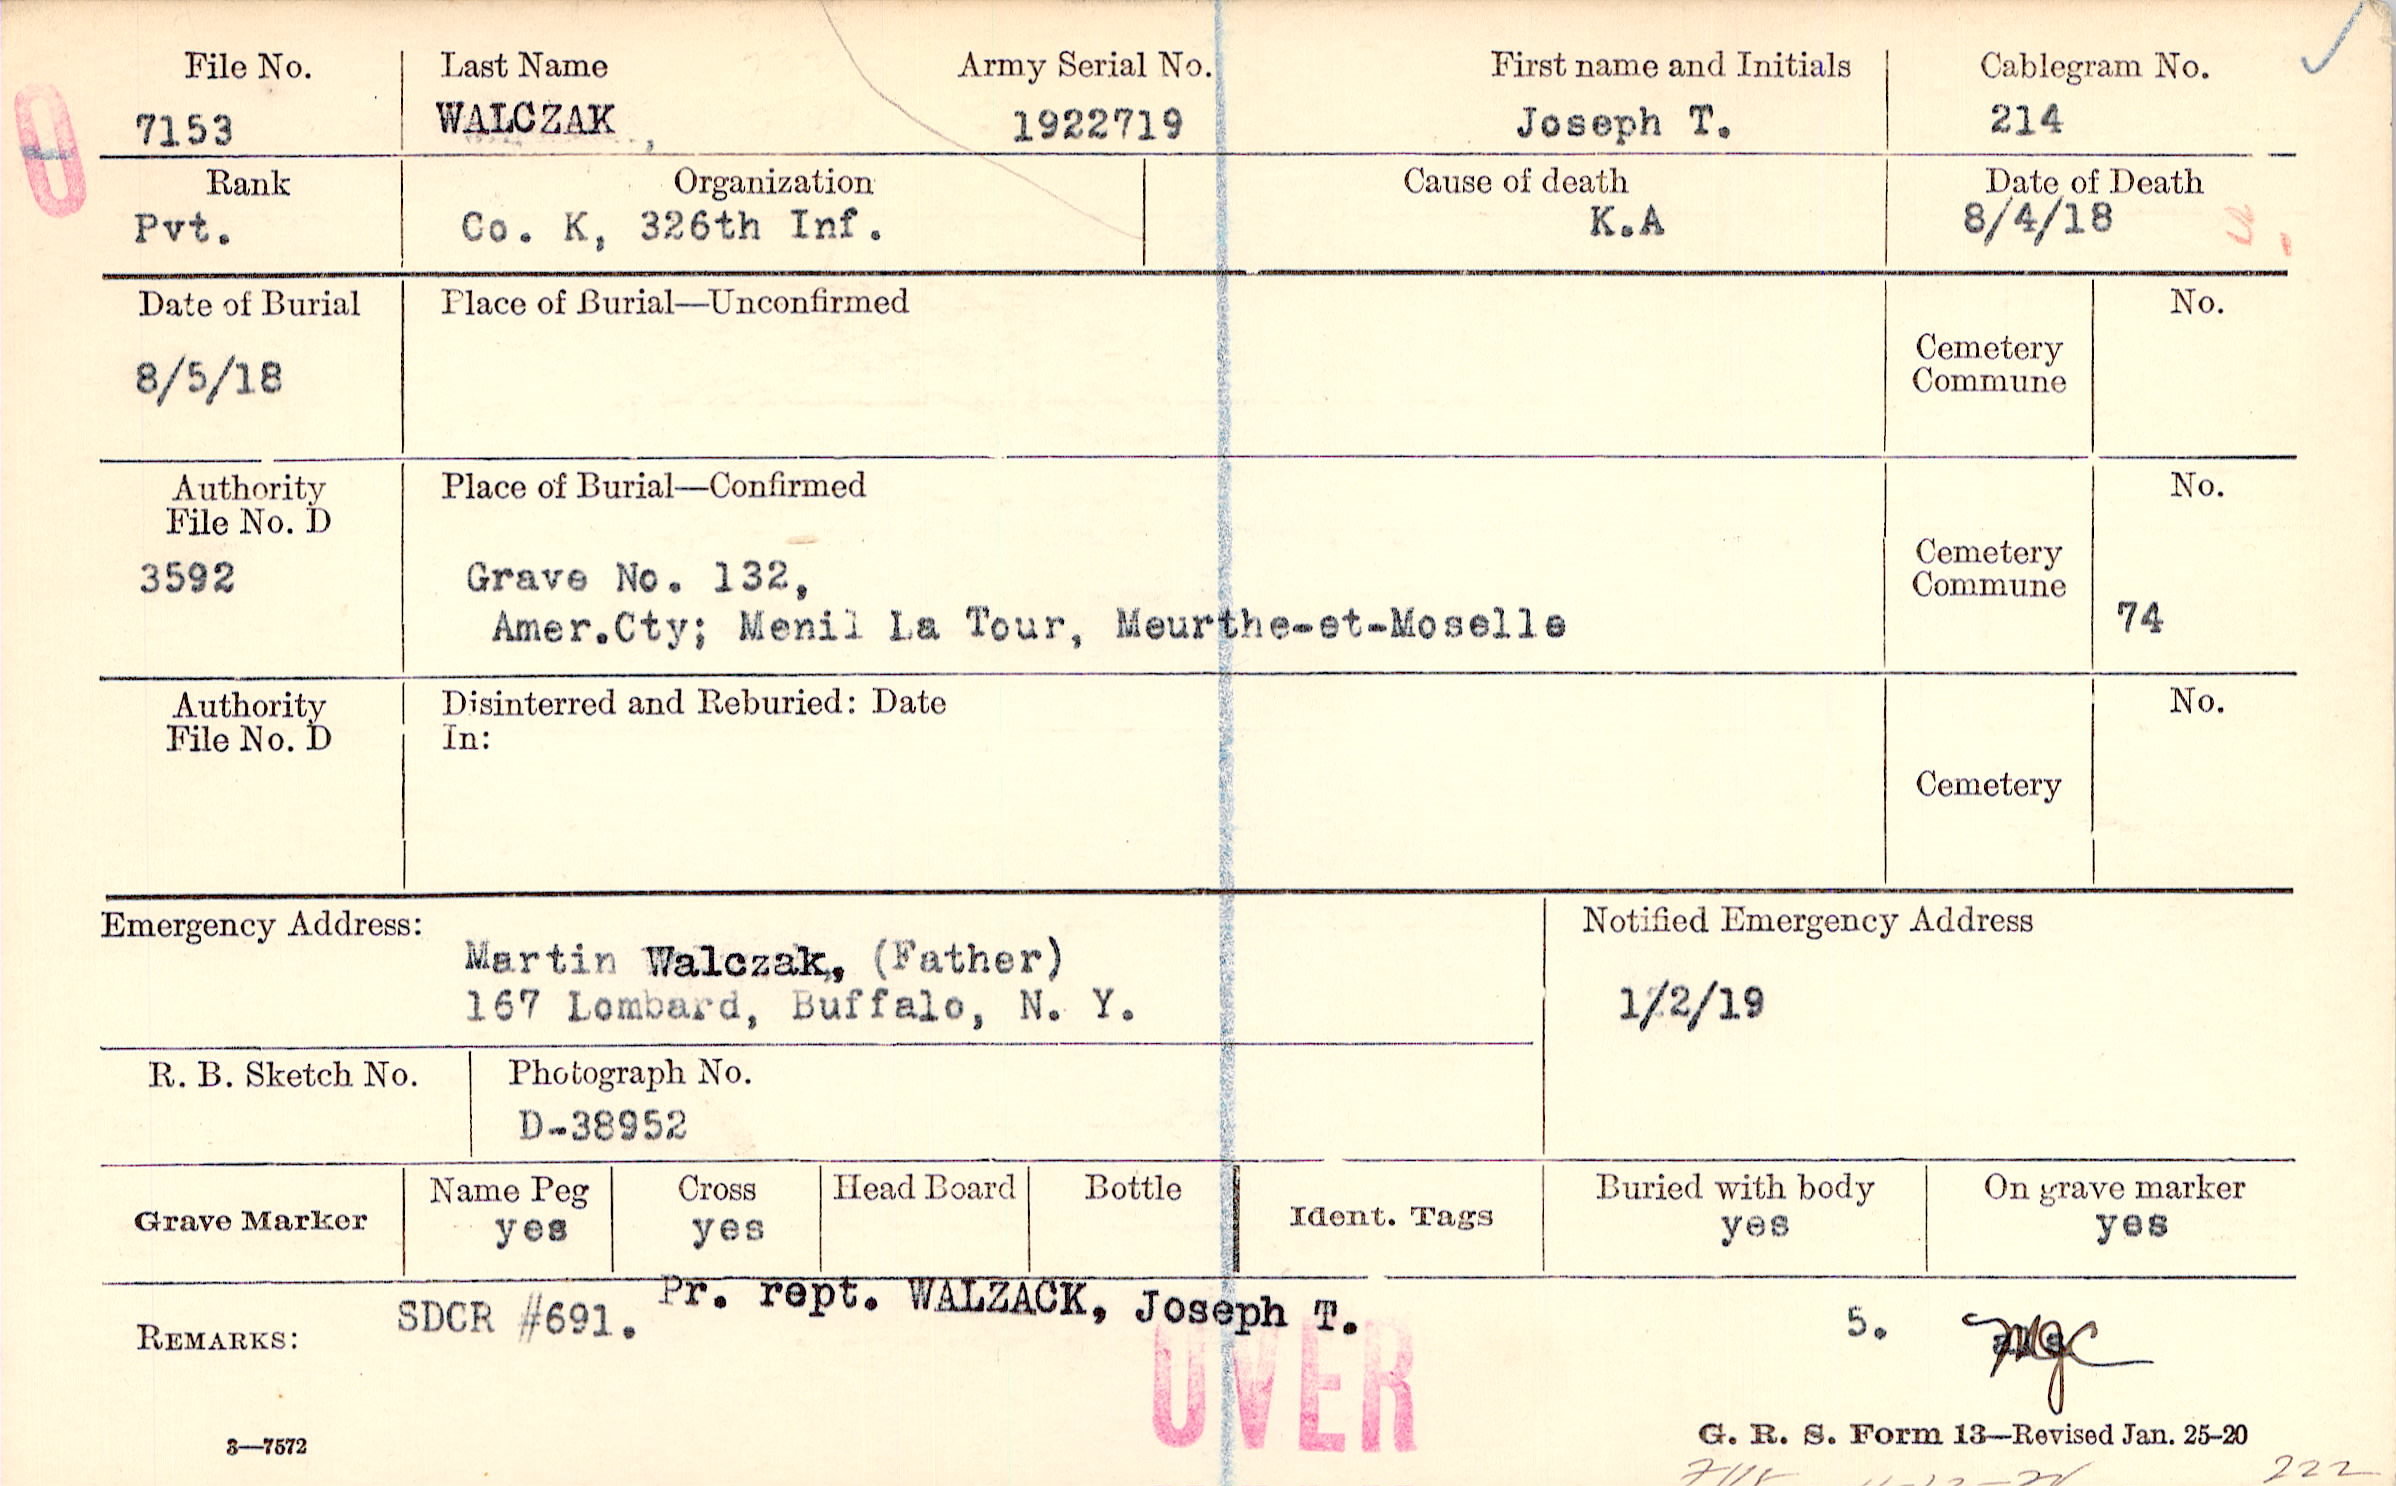 File No. Last Name Army Serial No. First name and Initials Cablegram No.
7153 WALCZAK, 1922719 Joseph T. 214
Rank Organization Cause of death Date of Death
Pvt. Co. K, 326th Inf. K.A 8/4/18
Date of Burial Place of Burial—Unconfirmed No.
8/5/18 Cemetery
Commune
Authority Place of Burial—Confirmed No.
File No. D
3592 Grave No. 132, Cemetery
Commune
Amer.Cty; Menil La Tour, Meurthe-et-Moselle 74
Authority Disinterred and Reburied: Date No.
File No. D In:
Cemetery
Emergency Address: Notified Emergency Address
Martin Walczak, (Father)
167 Lombard, Buffalo, N. Y. 1/2/19
R. B. Sketch No. Photograph No.
D-38952
Grave Marker Name Peg Cross Head Board Bottle Ident. Tags Buried with body On grave marker
yes yes yes yes
REMARKS: SDCR #691. Pr. rept. WALZACK, Joseph T. 5.
OVER
3—7572 G. R. S. Form 13—Revised Jan. 25-20
222